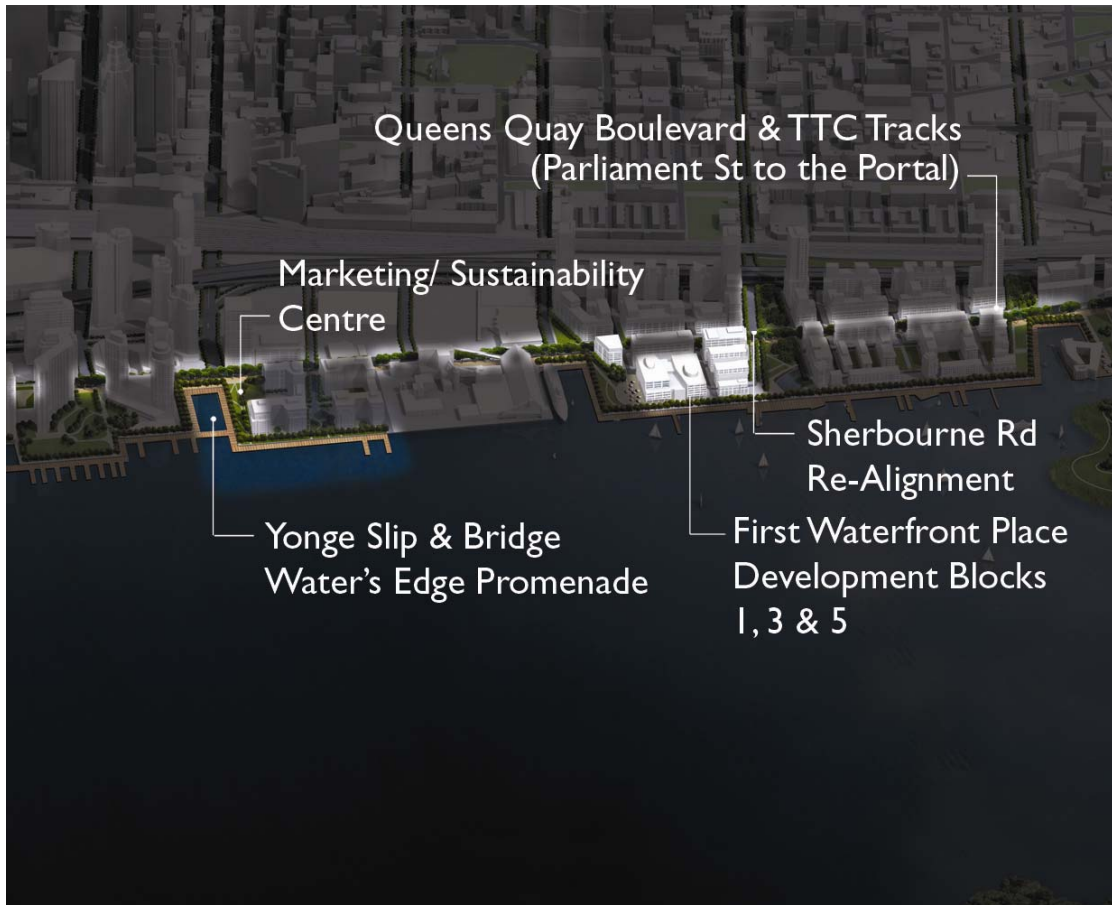 Queens Quay Boulevard & TTC Tracks
(Parliament St to the Portal)
Marketing/ Sustainability
Centre
Sherbourne Rd
Re-Alignment
Yonge Slip & Bridge
Water's Edge Promenade
First Waterfront Place
Development Blocks
1, 3 & 5